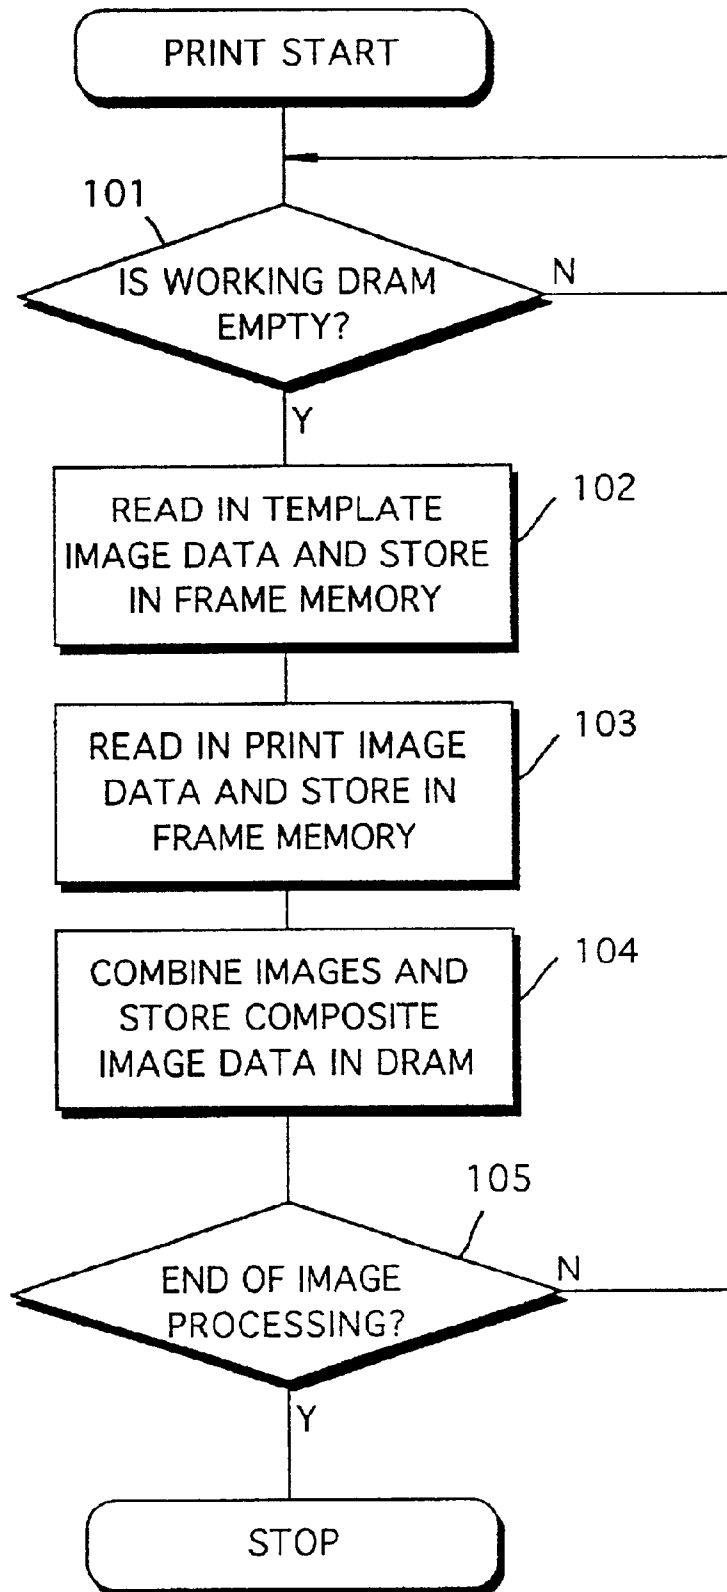 PRINT START
101
IS WORKING DRAM
EMPTY?
N
Y
102
READ IN TEMPLATE
IMAGE DATA AND STORE
IN FRAME MEMORY
103
READ IN PRINT IMAGE
DATA AND STORE IN
FRAME MEMORY
104
COMBINE IMAGES AND
STORE COMPOSITE
IMAGE DATA IN DRAM
105
END OF IMAGE
PROCESSING?
N
Y
STOP